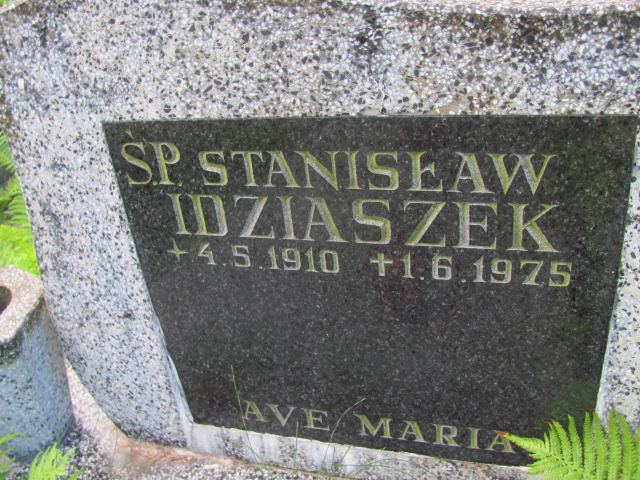 ŚP. STANISŁAW
IDZIASZEK
+ 4.5.1910 +1.6.1975
AVE MARIA